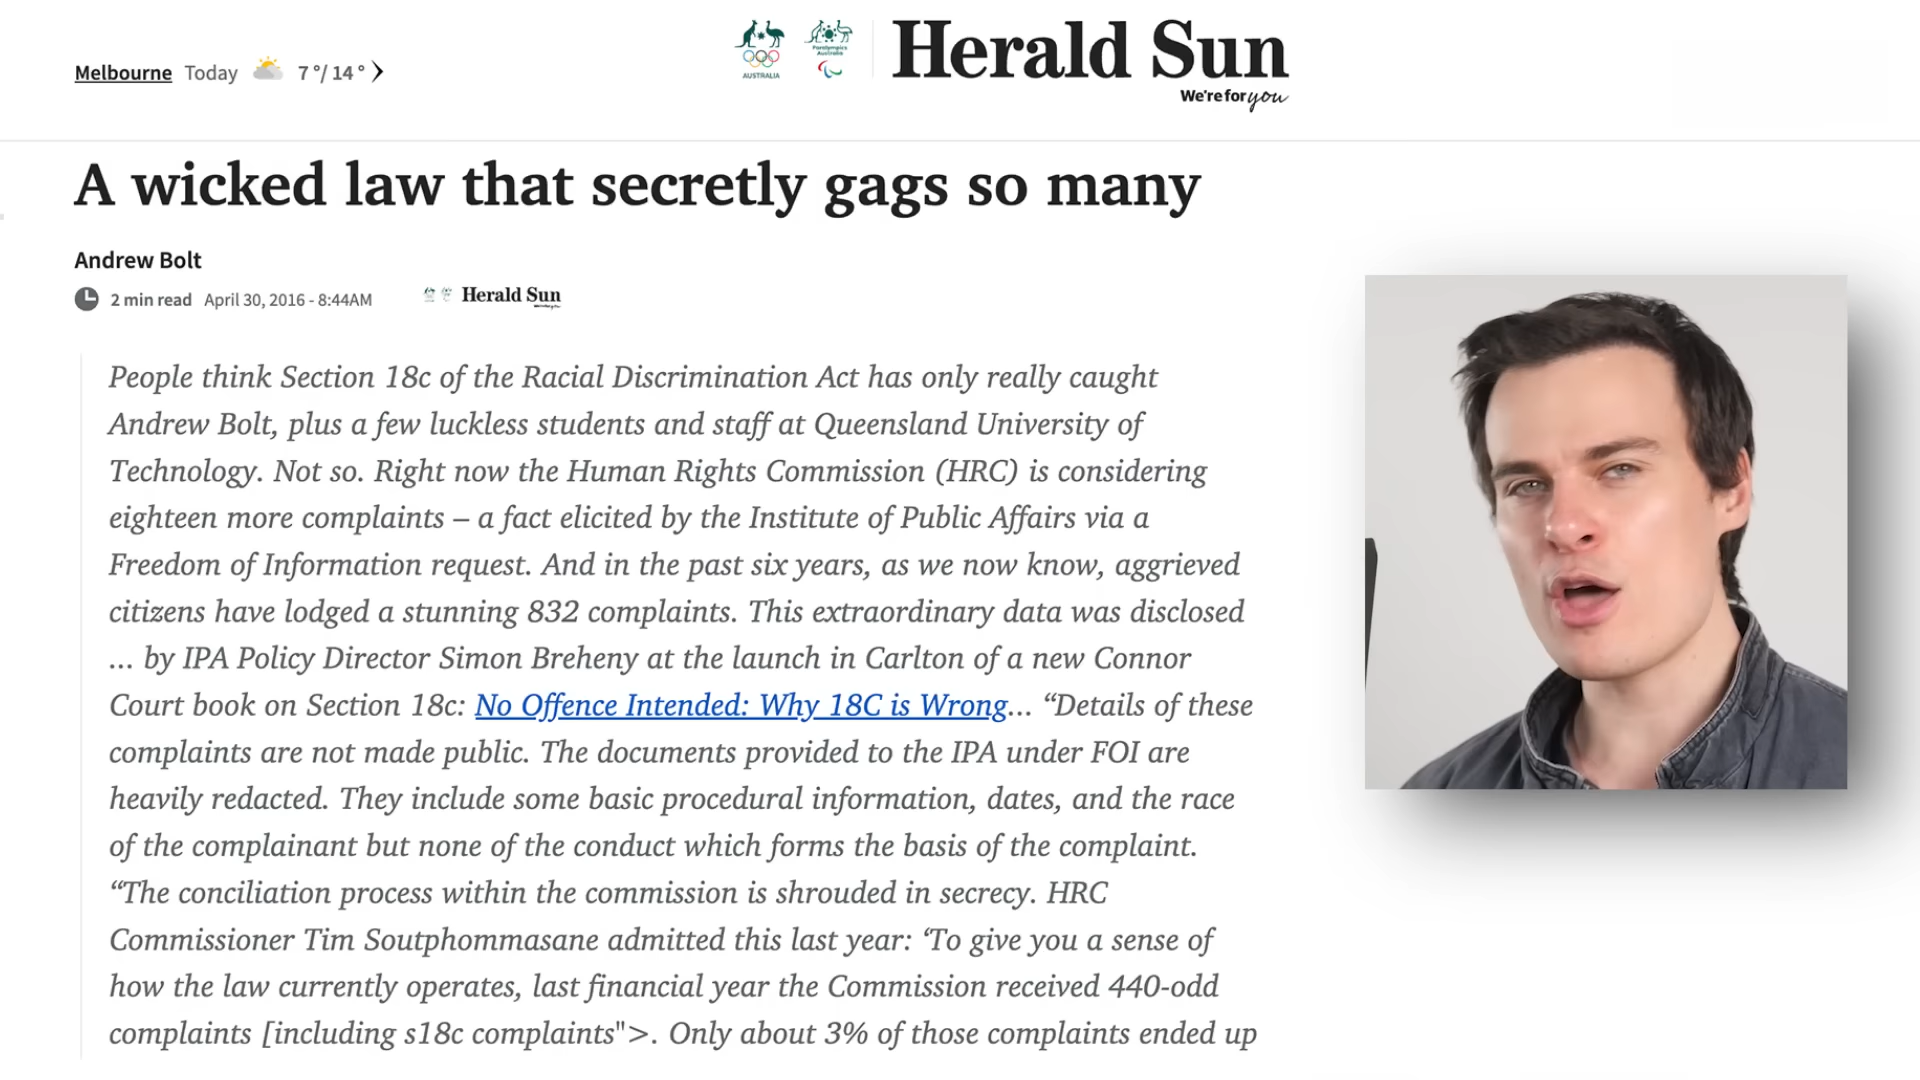 Melbourne Today 7°/ 14° 
AUSTRALIA
Paralympics
Australia
Herald Sun
We're for you
A wicked law that secretly gags so many
Andrew Bolt
2 min read April 30, 2016 - 8:44AM
Herald Sun
People think Section 18c of the Racial Discrimination Act has only really caught
Andrew Bolt, plus a few luckless students and staff at Queensland University of
Technology. Not so. Right now the Human Rights Commission (HRC) is considering
eighteen more complaints – a fact elicited by the Institute of Public Affairs via a
Freedom of Information request. And in the past six years, as we now know, aggrieved
citizens have lodged a stunning 832 complaints. This extraordinary data was disclosed
... by IPA Policy Director Simon Breheny at the launch in Carlton of a new Connor
Court book on Section 18c: No Offence Intended: Why 18C is Wrong... “Details of these
complaints are not made public. The documents provided to the IPA under FOI are
heavily redacted. They include some basic procedural information, dates, and the race
of the complainant but none of the conduct which forms the basis of the complaint.
“The conciliation process within the commission is shrouded in secrecy. HRC
Commissioner Tim Soutphommasane admitted this last year: ‘To give you a sense of
how the law currently operates, last financial year the Commission received 440-odd
complaints [including s18c complaints">. Only about 3% of those complaints ended up